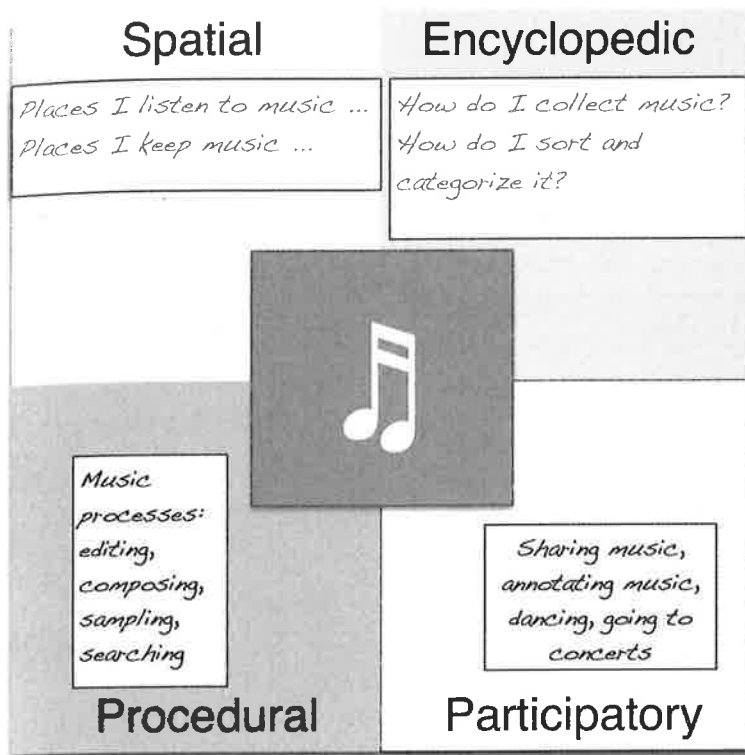 Spatial
Encyclopedic
Places I listen to music ...
Places I keep music ...
How do I collect music?
How do I sort and
categorize it?
Music
processes:
editing,
composing,
sampling,
searching
Sharing music,
annotating music,
dancing, going to
concerts
Procedural
Participatory